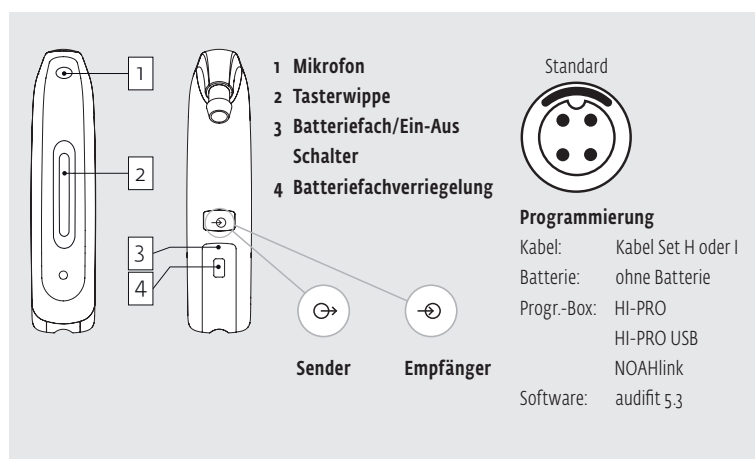 1
2
3
4
1 Mikrofon
2 Tasterwippe
3 Batteriefach/Ein-Aus
Schalter
4 Batteriefachverriegelung
Sender
Empfänger
Standard
Programmierung
Kabel: Kabel Set H oder I
Batterie: ohne Batterie
Progr.-Box: HI-PRO
HI-PRO USB
NOAHlink
Software: audifit 5.3